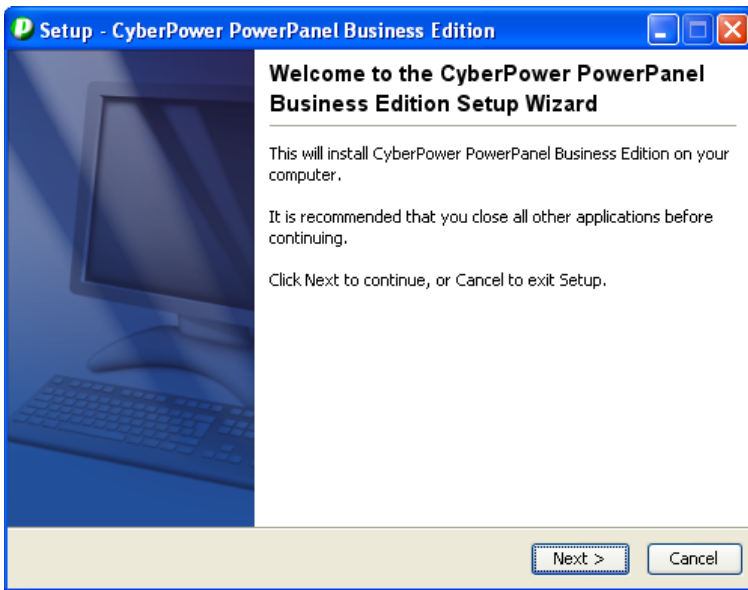 Setup - CyberPower PowerPanel Business Edition
Welcome to the CyberPower PowerPanel
Business Edition Setup Wizard
This will install CyberPower PowerPanel Business Edition on your
computer.
It is recommended that you close all other applications before
continuing.
Click Next to continue, or Cancel to exit Setup.
Next >
Cancel